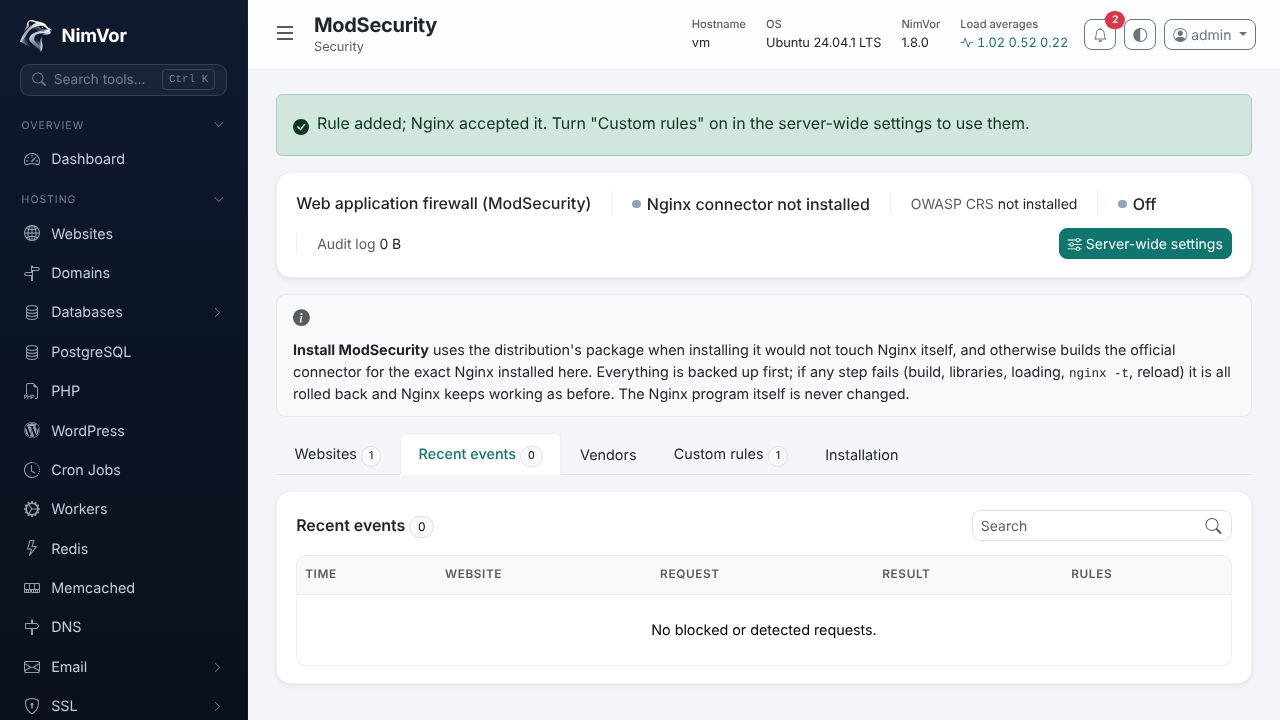 NimVor
Search tools...
Ctrl K
OVERVIEW
Dashboard
HOSTING
Websites
Domains
Databases
PostgreSQL
PHP
WordPress
Cron Jobs
Workers
Redis
Memcached
DNS
Email
SSL
ModSecurity
Security
Hostname
vm
OS
Ubuntu 24.04.1 LTS
NimVor
1.8.0
Load averages
1.02 0.52 0.22
2
admin
Rule added; Nginx accepted it. Turn "Custom rules" on in the server-wide settings to use them.
Web application firewall (ModSecurity)
Nginx connector not installed
OWASP CRS not installed
Off
Audit log 0 B
Server-wide settings
Install ModSecurity uses the distribution's package when installing it would not touch Nginx itself, and otherwise builds the official
connector for the exact Nginx installed here. Everything is backed up first; if any step fails (build, libraries, loading, nginx -t, reload) it is all
rolled back and Nginx keeps working as before. The Nginx program itself is never changed.
Websites 1
Recent events 0
Vendors
Custom rules 1
Installation
Recent events 0
Search
TIME
WEBSITE
REQUEST
RESULT
RULES
No blocked or detected requests.